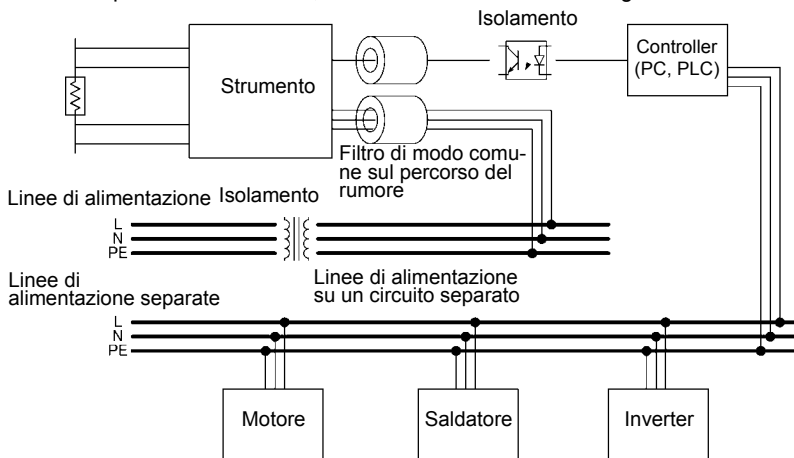 Isolamento
Controller
(PC, PLC)
Strumento
Filtro di modo comu-
ne sul percorso del
rumore
Linee di alimentazione
Isolamento
L
N
PE
Linee di
alimentazione separate
Linee di alimentazione
su un circuito separato
L
N
PE
Motore
Saldatore
Inverter